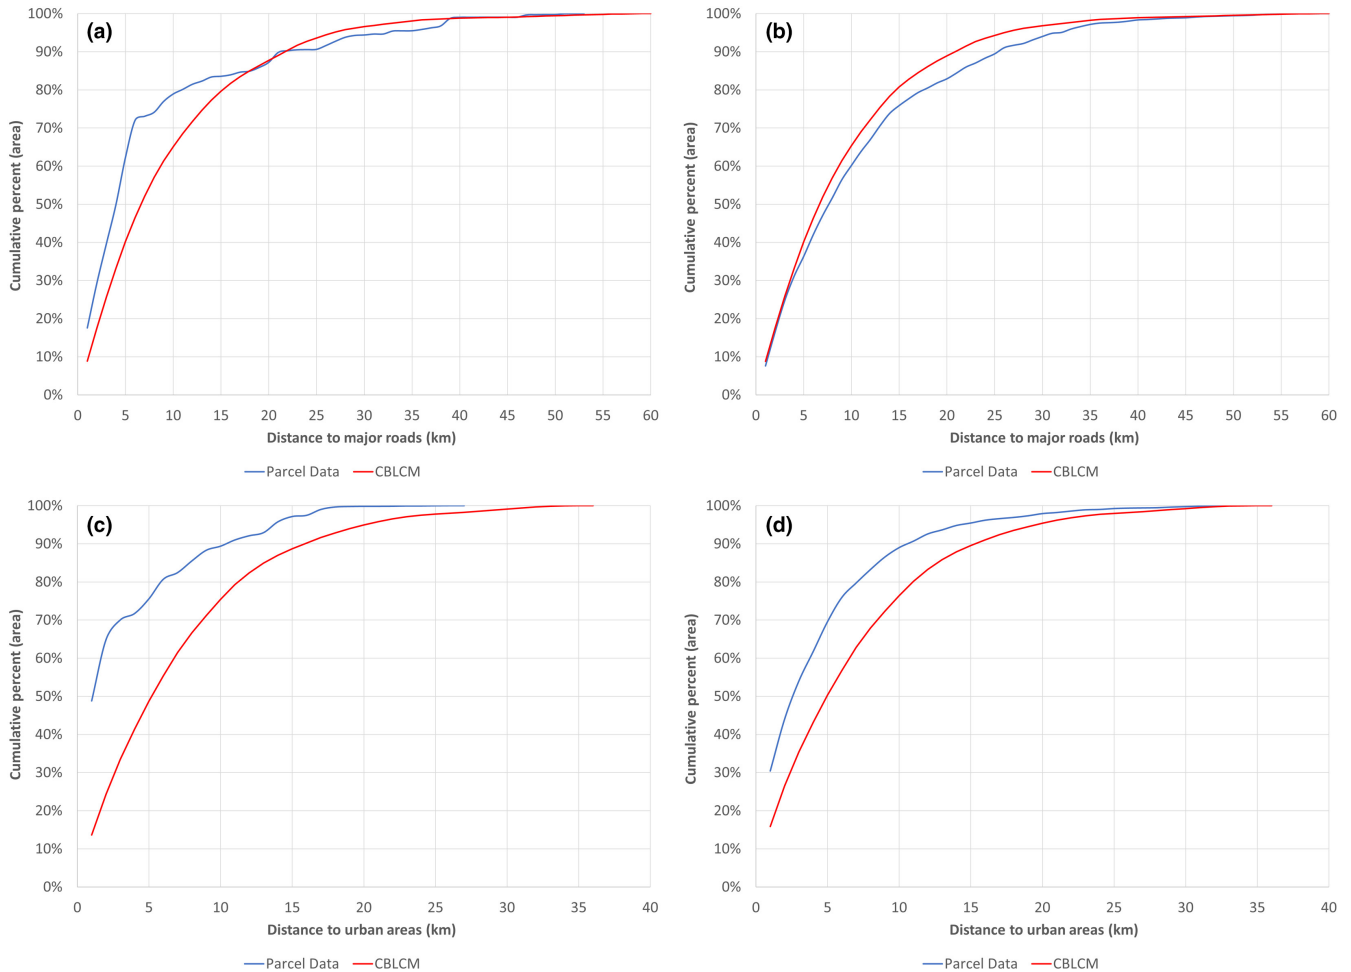 (a)
Cumulative percent (area)
100%
90%
80%
70%
60%
50%
40%
30%
20%
10%
0%
0 5 10 15 20 25 30 35 40 45 50 55 60
Distance to major roads (km)
Parcel Data CBLCM
(b)
Cumulative percent (area)
100%
90%
80%
70%
60%
50%
40%
30%
20%
10%
0%
0 5 10 15 20 25 30 35 40 45 50 55 60
Distance to major roads (km)
Parcel Data CBLCM
(c)
Cumulative percent (area)
100%
90%
80%
70%
60%
50%
40%
30%
20%
10%
0%
0 5 10 15 20 25 30 35 40
Distance to urban areas (km)
Parcel Data CBLCM
(d)
Cumulative percent (area)
100%
90%
80%
70%
60%
50%
40%
30%
20%
10%
0%
0 5 10 15 20 25 30 35 40
Distance to urban areas (km)
Parcel Data CBLCM